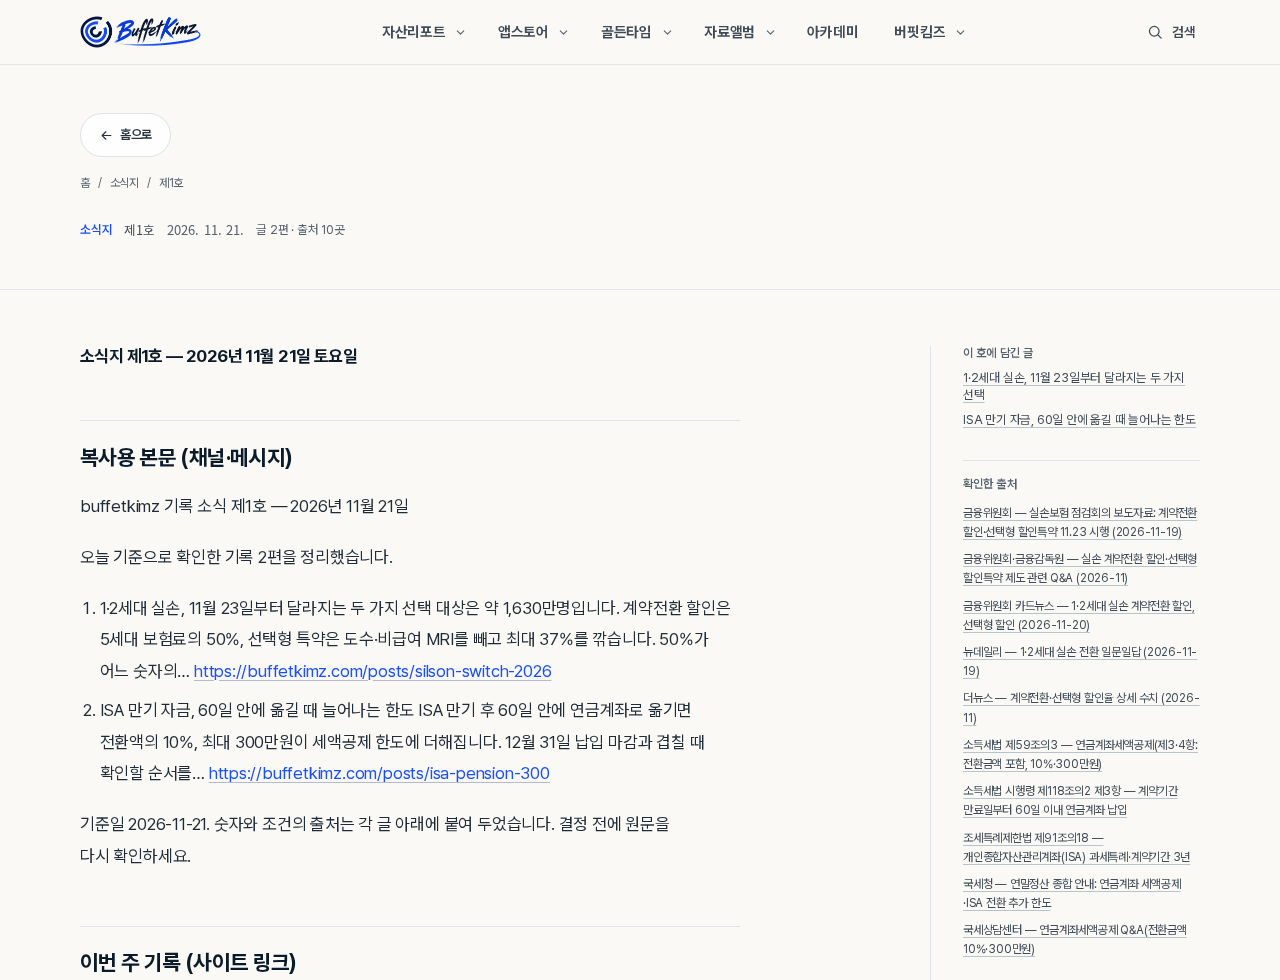 BuffetKimz
자산리포트
앱스토어
골든타임
자료앨범
아카데미
버핏킴즈
검색
← 홈으로
홈 / 소식지 / 제1호
소식지 제1호 2026. 11. 21. 글 2편 · 출처 10곳
소식지 제1호 — 2026년 11월 21일 토요일
복사용 본문 (채널·메시지)
buffetkimz 기록 소식 제1호 — 2026년 11월 21일
오늘 기준으로 확인한 기록 2편을 정리했습니다.
1. 1·2세대 실손, 11월 23일부터 달라지는 두 가지 선택 대상은 약 1,630만명입니다. 계약전환 할인은
5세대 보험료의 50%, 선택형 특약은 도수·비급여 MRI를 빼고 최대 37%를 깎습니다. 50%가
어느 숫자의… https://buffetkimz.com/posts/silson-switch-2026
2. ISA 만기 자금, 60일 안에 옮길 때 늘어나는 한도 ISA 만기 후 60일 안에 연금계좌로 옮기면
전환액의 10%, 최대 300만원이 세액공제 한도에 더해집니다. 12월 31일 납입 마감과 겹칠 때
확인할 순서를… https://buffetkimz.com/posts/isa-pension-300
기준일 2026-11-21. 숫자와 조건의 출처는 각 글 아래에 붙여 두었습니다. 결정 전에 원문을
다시 확인하세요.
이번 주 기록 (사이트 링크)
이 호에 담긴 글
1·2세대 실손, 11월 23일부터 달라지는 두 가지
선택
ISA 만기 자금, 60일 안에 옮길 때 늘어나는 한도
확인한 출처
금융위원회 — 실손보험 점검회의 보도자료: 계약전환
할인·선택형 할인특약 11.23 시행 (2026-11-19)
금융위원회·금융감독원 — 실손 계약전환 할인·선택형
할인특약 제도 관련 Q&A (2026-11)
금융위원회 카드뉴스 — 1·2세대 실손 계약전환 할인,
선택형 할인 (2026-11-20)
뉴데일리 — 1·2세대 실손 전환 일문일답 (2026-11-
19)
더뉴스 — 계약전환·선택형 할인율 상세 수치 (2026-
11)
소득세법 제59조의3 — 연금계좌세액공제(제3·4항:
전환금액 포함, 10%·300만원)
소득세법 시행령 제118조의2 제3항 — 계약기간
만료일부터 60일 이내 연금계좌 납입
조세특례제한법 제91조의18 —
개인종합자산관리계좌(ISA) 과세특례·계약기간 3년
국세청 — 연말정산 종합 안내: 연금계좌 세액공제
·ISA 전환 추가 한도
국세상담센터 — 연금계좌세액공제 Q&A(전환금액
10%·300만원)